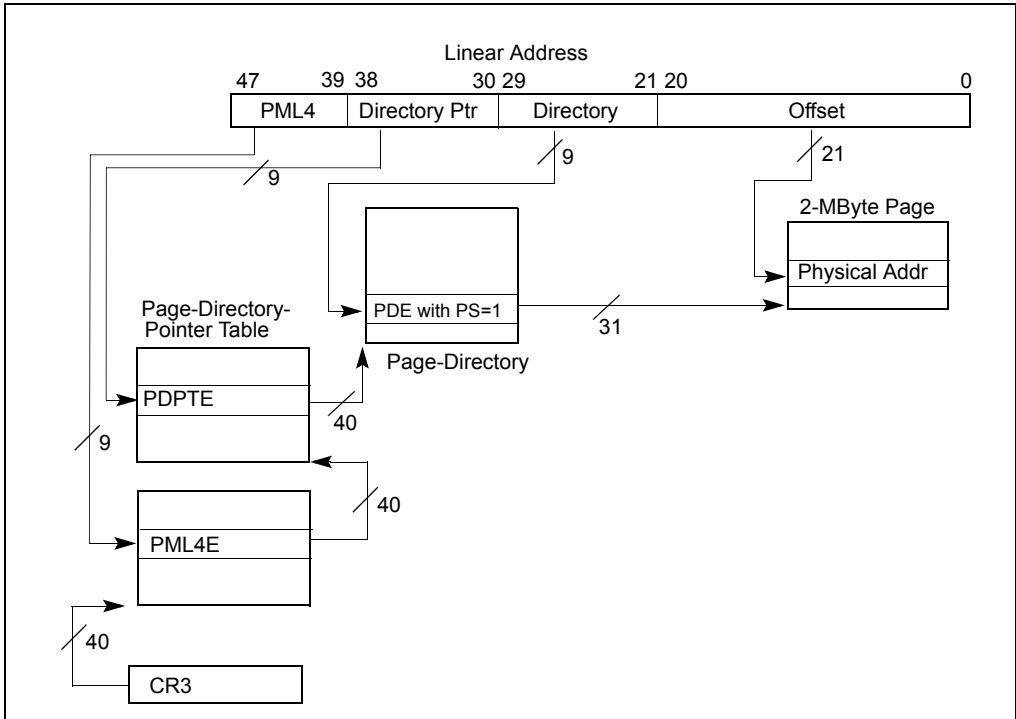 Linear Address
47 39 38 30 29 21 20 0
PML4 Directory Ptr Directory Offset
9 21
9
2-MByte Page
Physical Addr
PDE with PS=1
31
Page-Directory-
Pointer Table
Page-Directory
PDPTE
40
9
40
PML4E
40
CR3